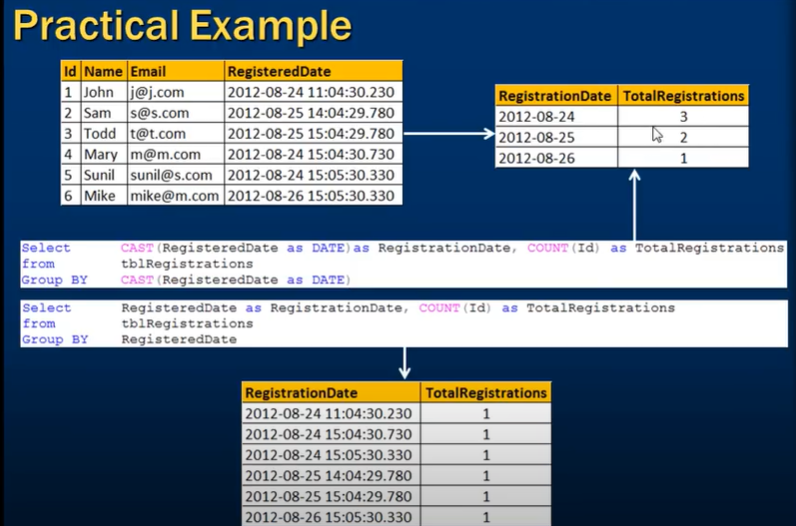 Practical Example
Id Name Email RegisteredDate
1 John j@j.com 2012-08-24 11:04:30.230
2 Sam s@s.com 2012-08-25 14:04:29.780
3 Todd t@t.com 2012-08-25 15:04:29.780
4 Mary m@m.com 2012-08-24 15:04:30.730
5 Sunil sunil@s.com 2012-08-24 15:05:30.330
6 Mike mike@m.com 2012-08-26 15:05:30.330
RegistrationDate TotalRegistrations
2012-08-24 3
2012-08-25 2
2012-08-26 1
Select CAST(RegisteredDate as DATE)as RegistrationDate, COUNT(Id) as TotalRegistrations
from tblRegistrations
Group BY CAST(RegisteredDate as DATE)
Select RegisteredDate as RegistrationDate, COUNT(Id) as TotalRegistrations
from tblRegistrations
Group BY RegisteredDate
RegistrationDate TotalRegistrations
2012-08-24 11:04:30.230 1
2012-08-24 15:04:30.730 1
2012-08-24 15:05:30.330 1
2012-08-25 14:04:29.780 1
2012-08-25 15:04:29.780 1
2012-08-26 15:05:30.330 1